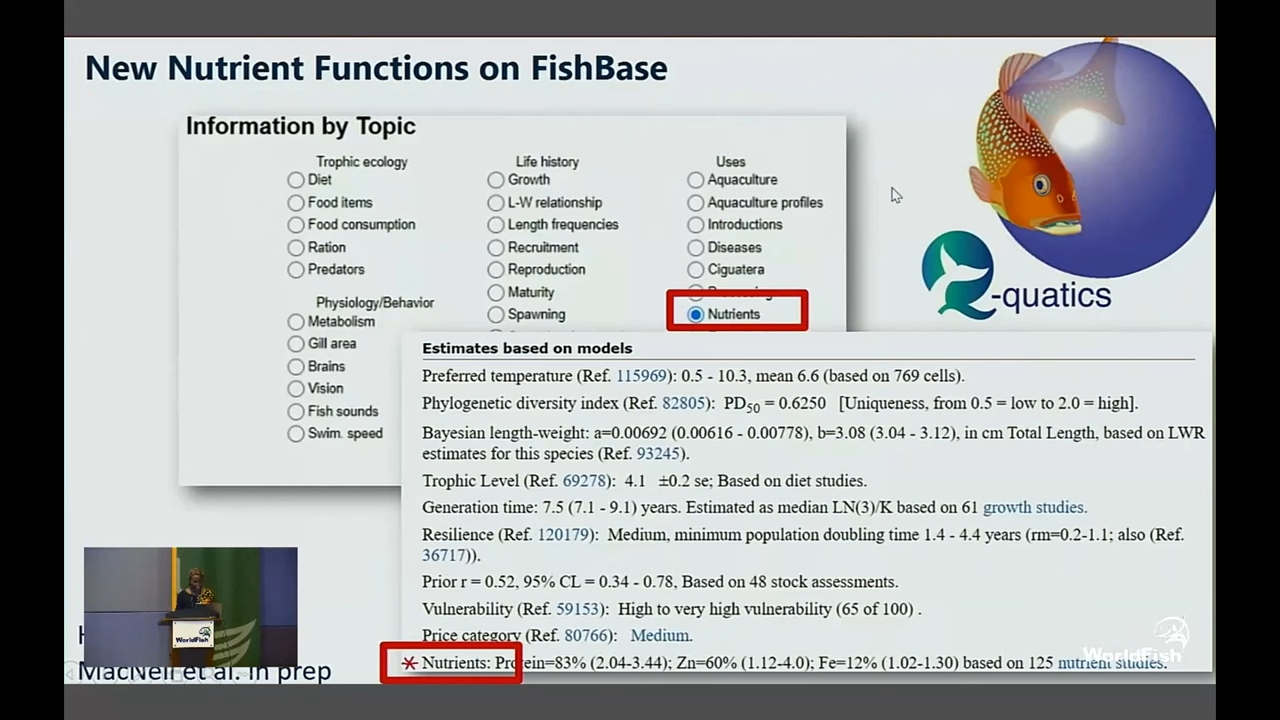 New Nutrient Functions on FishBase
Information by Topic
Trophic ecology
Diet
Food items
Food consumption
Ration
Predators
Physiology/Behavior
Metabolism
Gill area
Brains
Vision
Fish sounds
Swim. speed
Life history
Growth
L-W relationship
Length frequencies
Recruitment
Reproduction
Maturity
Spawning
Uses
Aquaculture
Aquaculture profiles
Introductions
Diseases
Ciguatera
Processing
Nutrients
Q-quatics
Estimates based on models
Preferred temperature (Ref. 115969): 0.5 - 10.3, mean 6.6 (based on 769 cells).
Phylogenetic diversity index (Ref. 82805): PD50 = 0.6250 [Uniqueness, from 0.5 = low to 2.0 = high].
Bayesian length-weight: a=0.00692 (0.00616 - 0.00778), b=3.08 (3.04 - 3.12), in cm Total Length, based on LWR
estimates for this species (Ref. 93245).
Trophic Level (Ref. 69278): 4.1 ±0.2 se; Based on diet studies.
Generation time: 7.5 (7.1 - 9.1) years. Estimated as median LN(3)/K based on 61 growth studies.
Resilience (Ref. 120179): Medium, minimum population doubling time 1.4 - 4.4 years (rm=0.2-1.1; also (Ref.
36717)).
Prior r = 0.52, 95% CL = 0.34 - 0.78, Based on 48 stock assessments.
Vulnerability (Ref. 59153): High to very high vulnerability (65 of 100) .
Price category (Ref. 80766): Medium.
* Nutrients: Protein=83% (2.04-3.44); Zn=60% (1.12-4.0); Fe=12% (1.02-1.30) based on 125 nutrient studies.
WorldFish
MacNeil et al. in prep
WorldFish